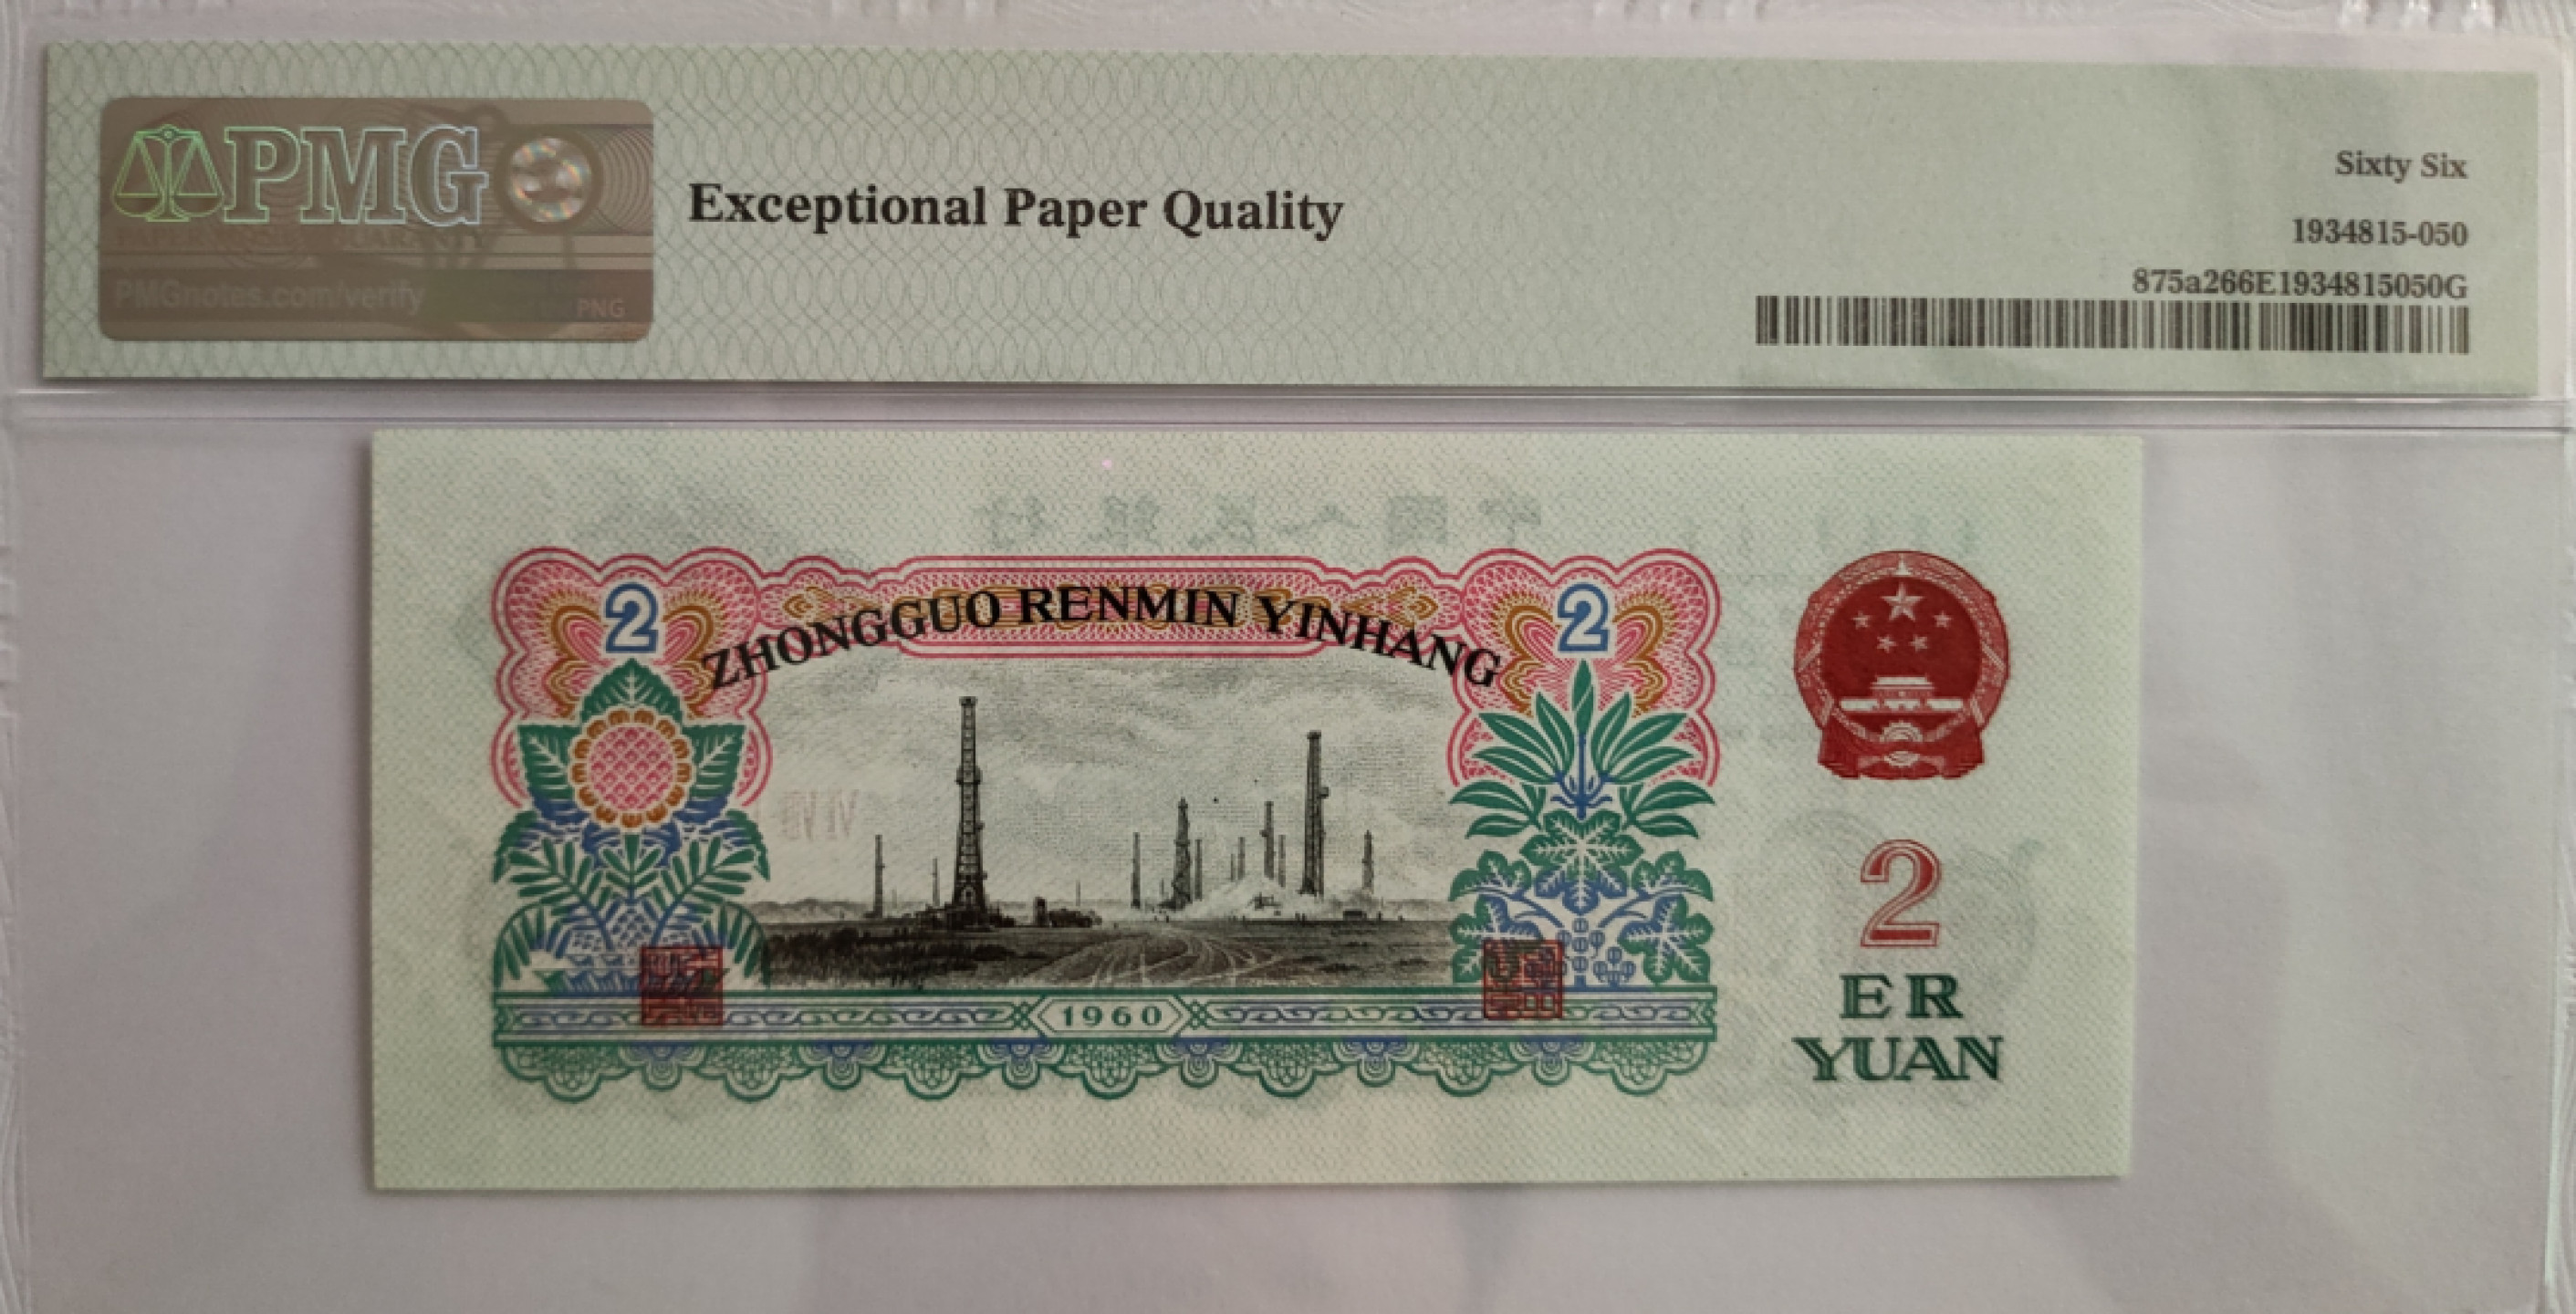 PMG
PMGnotes.com/verify
PNG
Exceptional Paper Quality
Sixty Six
1934815-050
875a266E1934815050G
2
2
ZHONGGUO RENMIN YINHANG
1960
2
ER
YUAN